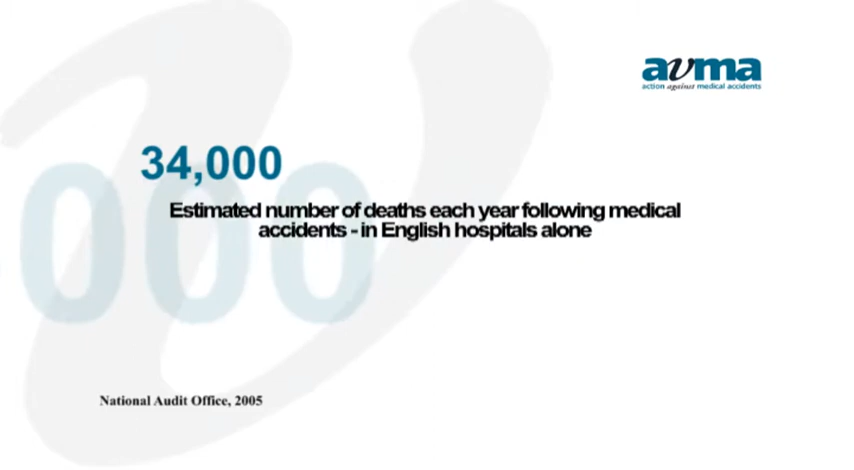 avma
action against medical accidents
34,000
000
Estimated number of deaths each year following medical
accidents - in English hospitals alone
National Audit Office, 2005